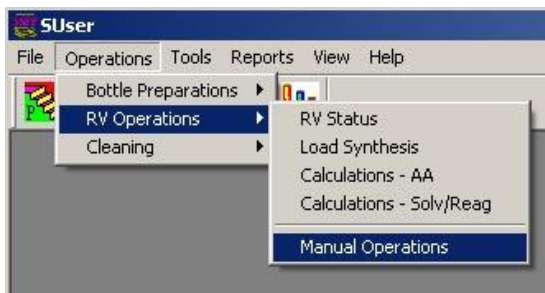 SUser
File Operations Tools Reports View Help
Bottle Preparations
RV Operations
Cleaning
RV Status
Load Synthesis
Calculations - AA
Calculations - Solv/Reag
Manual Operations